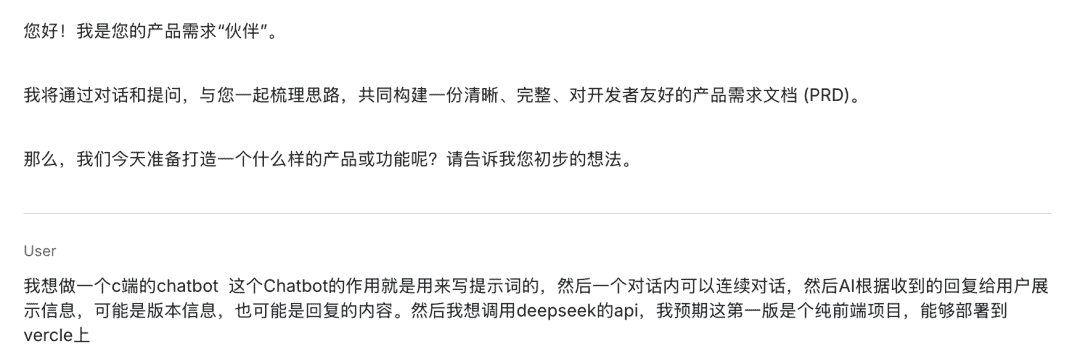 您好！我是您的产品需求“伙伴”。
我将通过对话和提问，与您一起梳理思路，共同构建一份清晰、完整、对开发者友好的产品需求文档 (PRD)。
那么，我们今天准备打造一个什么样的产品或功能呢？请告诉我您初步的想法。
User
我想做一个c端的chatbot  这个Chatbot的作用就是用来写提示词的，然后一个对话内可以连续对话，然后AI根据收到的回复给用户展
示信息，可能是版本信息，也可能是回复的内容。然后我想调用deepseek的api，我预期这第一版是个纯前端项目，能够部署到
vercle上